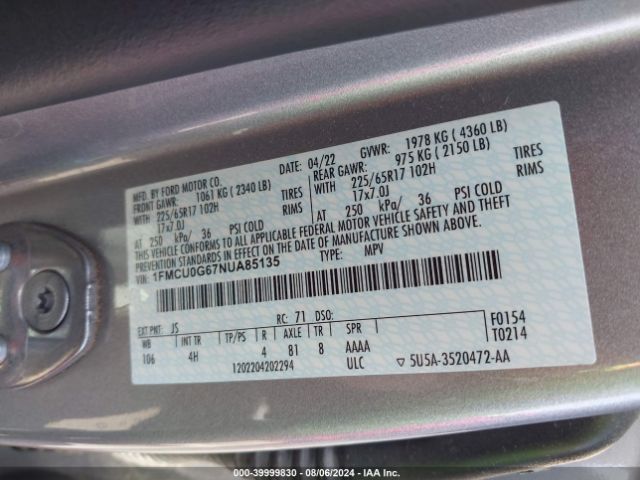 MFD. BY FORD MOTOR CO.
DATE: 04/22 GVWR: 1978 KG ( 4360 LB)
FRONT GAWR: 1061 KG ( 2340 LB) REAR GAWR: 975 KG ( 2150 LB)
WITH 225/65R17 102H TIRES WITH 225/65R17 102H TIRES
17x7.0J RIMS 17x7.0J RIMS
AT 250 kPa/ 36 PSI COLD AT 250 kPa/ 36 PSI COLD
THIS VEHICLE CONFORMS TO ALL APPLICABLE FEDERAL MOTOR VEHICLE SAFETY AND THEFT
PREVENTION STANDARDS IN EFFECT ON THE DATE OF MANUFACTURE SHOWN ABOVE.
1FMCU0G67NUA85135 TYPE: MPV
RC: 71 DSO:
EXT PNT: JS F0154
WB INT TR TP/PS R AXLE TR SPR T0214
106 4H 4 81 8 AAAA
1202204202294 ULC ▽ 5U5A-3520472-AA
000-39999830 - 08/06/2024 - IAA Inc.